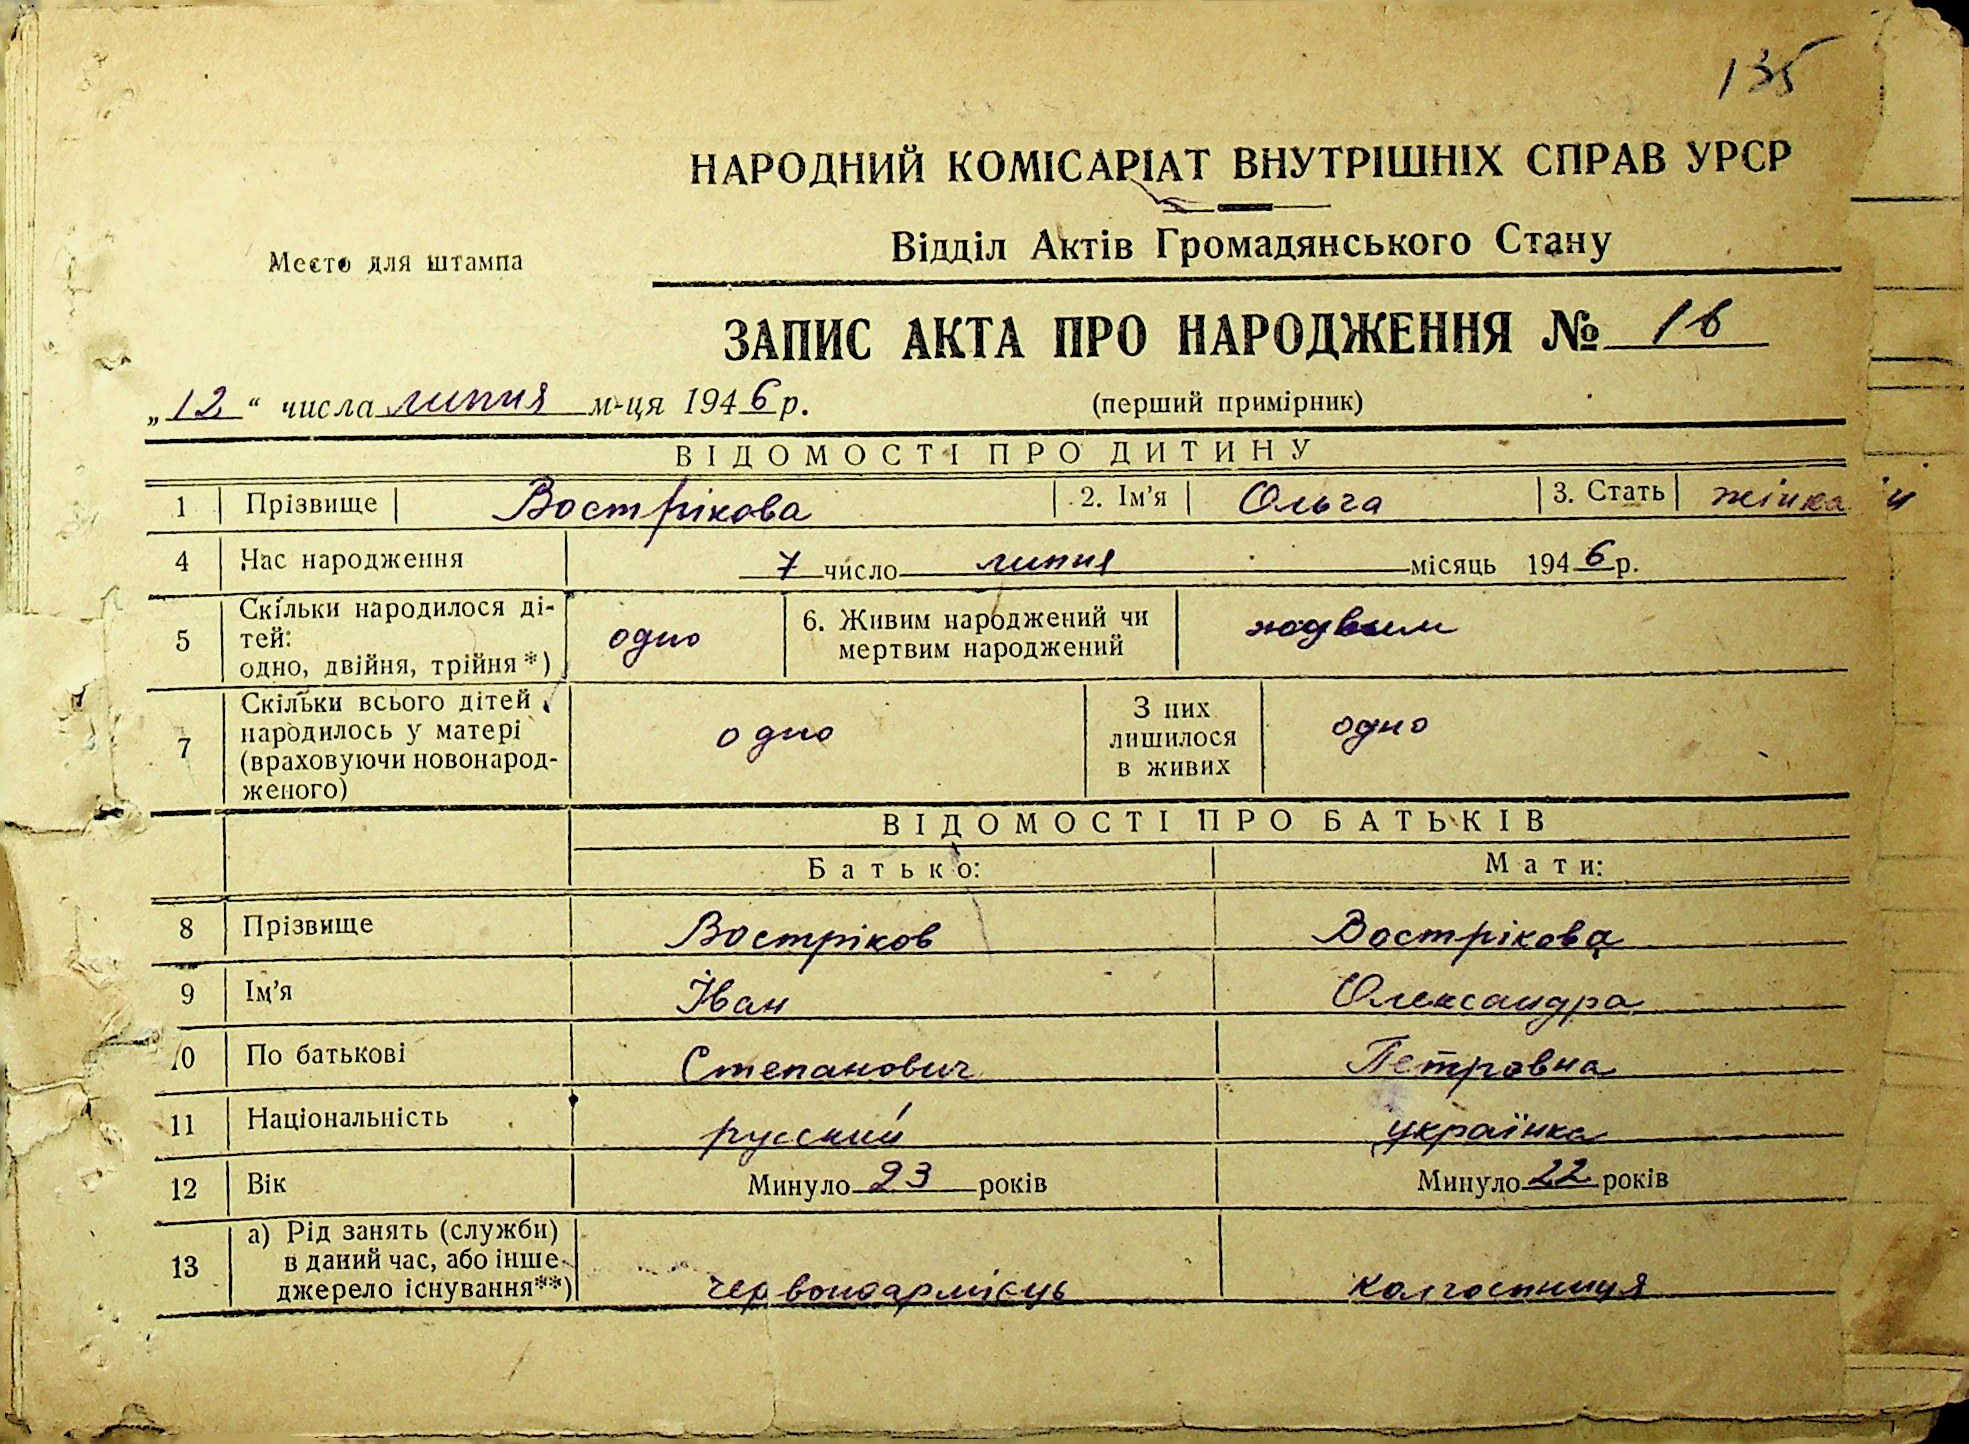 135
НАРОДНИЙ КОМІСАРІАТ ВНУТРІШНІХ СПРАВ УРСР
Відділ Актів Громадянського Стану
Место для штампа
ЗАПИС АКТА ПРО НАРОДЖЕННЯ № 16
„12" числа липня м-ця 1946 р.
(перший примірник)
ВІДОМОСТІ ПРО ДИТИНУ
1 Прізвище Вострікова 2. Ім'я Ольга 3. Стать жінка
4 Час народження 7 число липня місяць 1946 р.
5 Скільки народилося ді-
тей:
одно, двійня, трійня*) одно
6. Живим народжений чи
мертвим народжений
7 Скільки всього дітей
народилось у матері
(враховуючи новонарод-
женого) одно
З них
лишилося
в живих одно
ВІДОМОСТІ ПРО БАТЬКІВ
Батько: Мати:
8 Прізвище Востріков Вострікова
9 Ім'я Іван Олександра
10 По батькові Степанович Петровна
11 Національність русский українка
12 Вік Минуло 23 років Минуло 22 років
13 а) Рід занять (служби)
в даний час, або інше
джерело існування**) червоноармієць колгоспниця